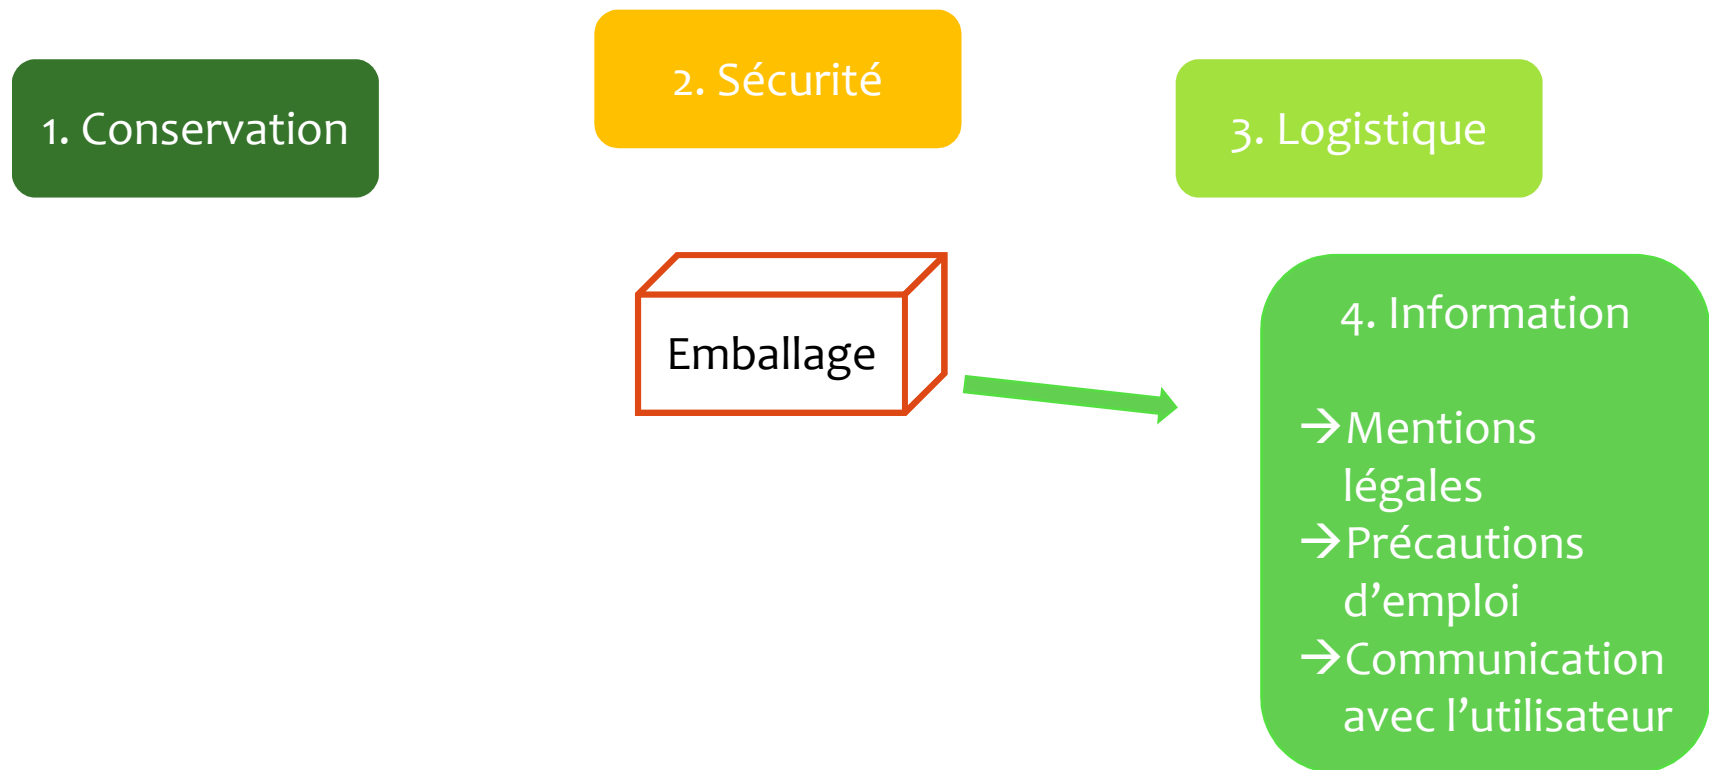 1. Conservation
2. Sécurité
3. Logistique
Emballage
4. Information
→Mentions
légales
→Précautions
d’emploi
→Communication
avec l’utilisateur